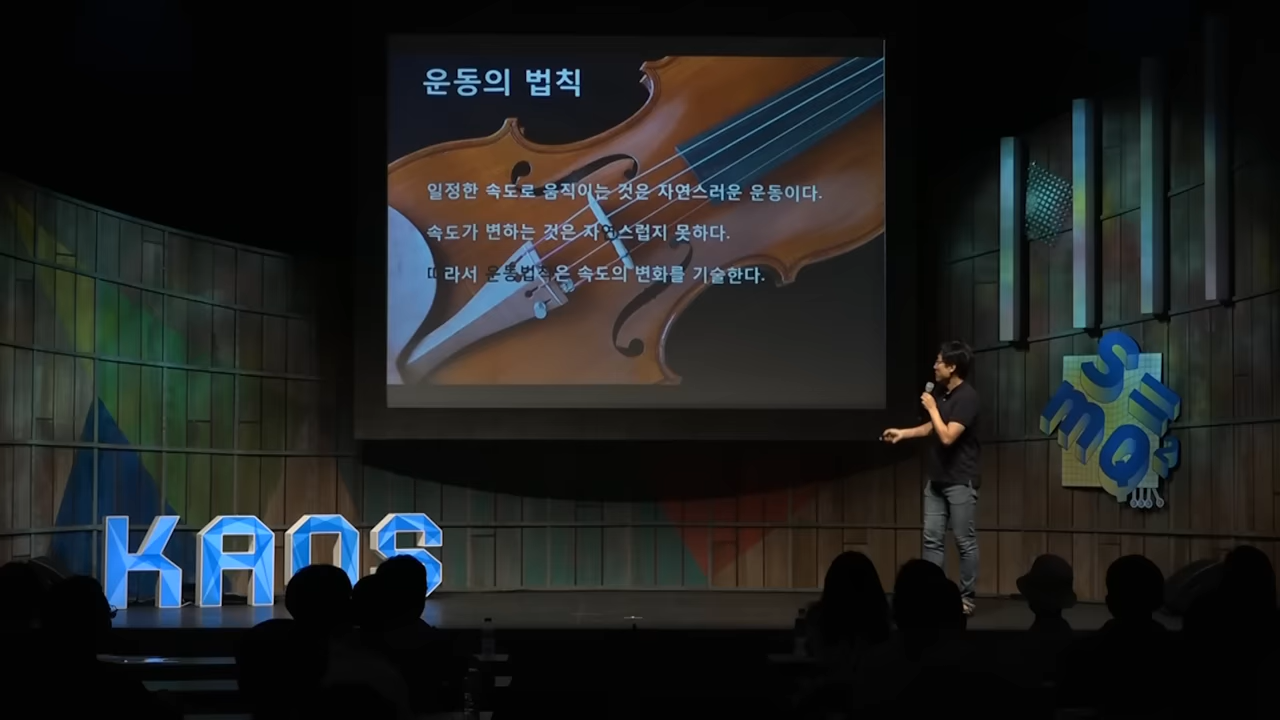 운동의 법칙
일정한 속도로 움직이는 것은 자연스러운 운동이다.
속도가 변하는 것은 자연스럽지 못하다.
따라서 운동법칙은 속도의 변화를 기술한다.
KAOS